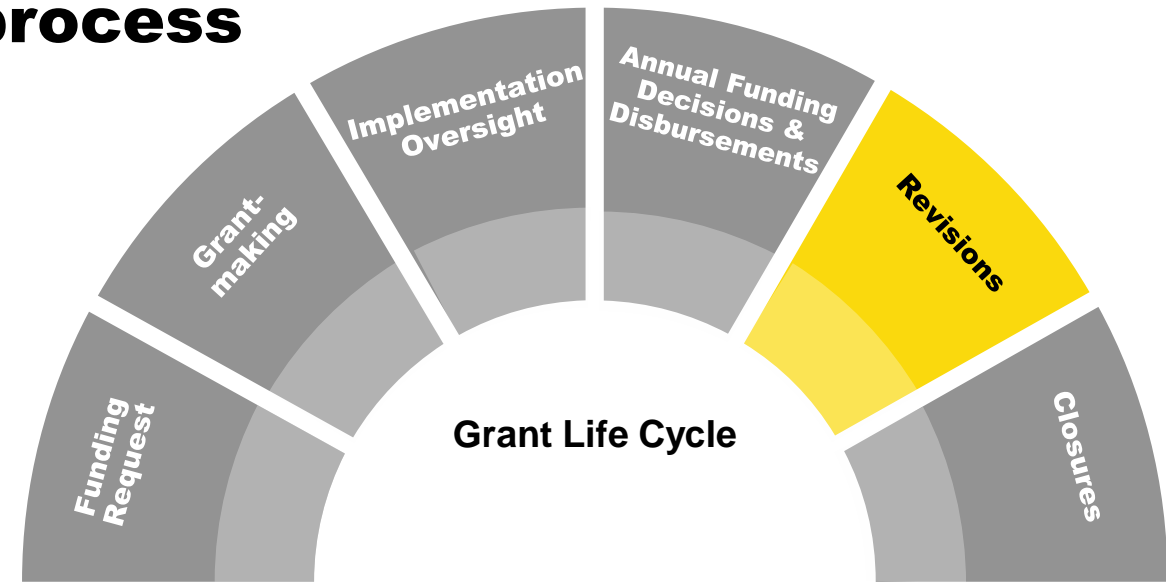 process
Funding
Request
Grant-
making
Implementation
Oversight
Annual Funding
Decisions &
Disbursements
Revisions
Closures
Grant Life Cycle